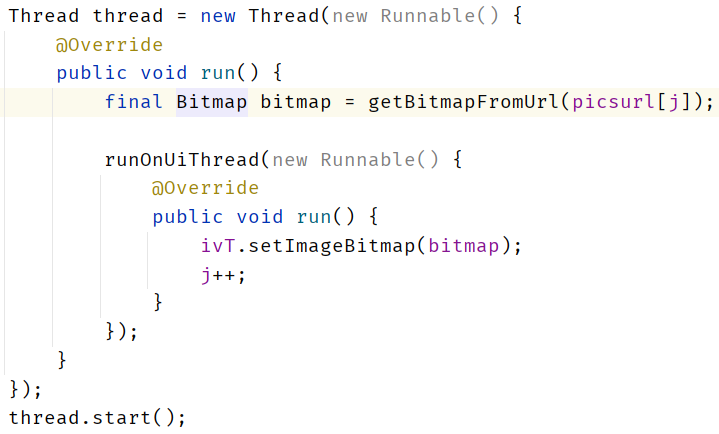 Thread thread = new Thread(new Runnable() {
    @Override
    public void run() {
        final Bitmap bitmap = getBitmapFromUrl(picsurl[j]);

        runOnUiThread(new Runnable() {
            @Override
            public void run() {
                ivT.setImageBitmap(bitmap);
                j++;
            }
        });
    }
});
thread.start();